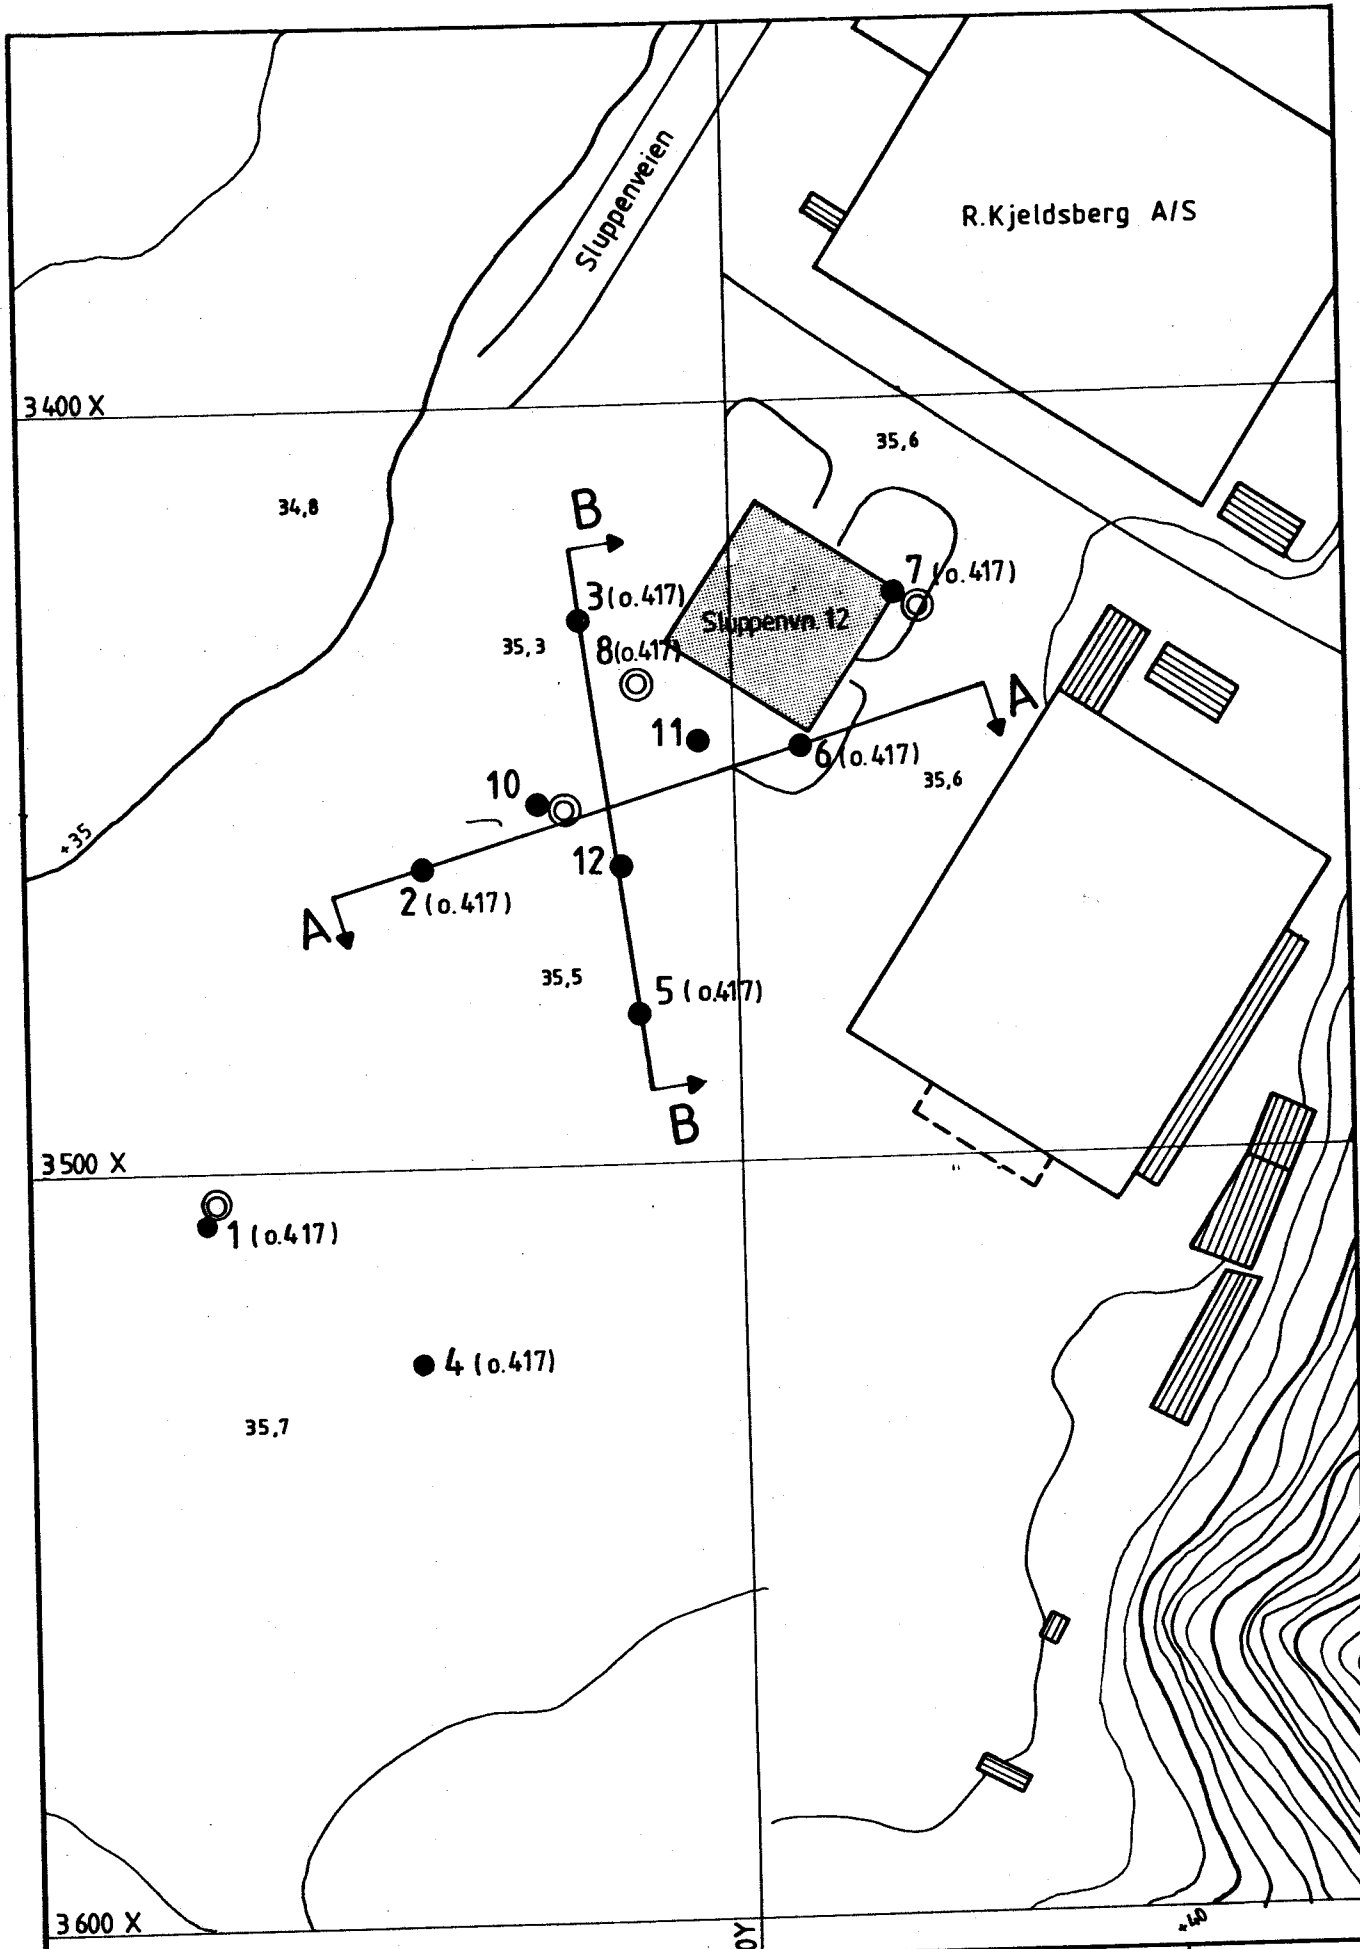 Sluppenveien
R.Kjeldsberg A/S
3400 X
35,6
34,8
B
7 (o.417)
3 (o.417)
Sluppenvn. 12
35,3
8 (o.417)
A
11
6 (o.417)
35,6
10
+35
12
2 (o.417)
A
35,5
5 (o.417)
B
3500 X
1 (o.417)
4 (o.417)
35,7
3600 X
0Y
+40